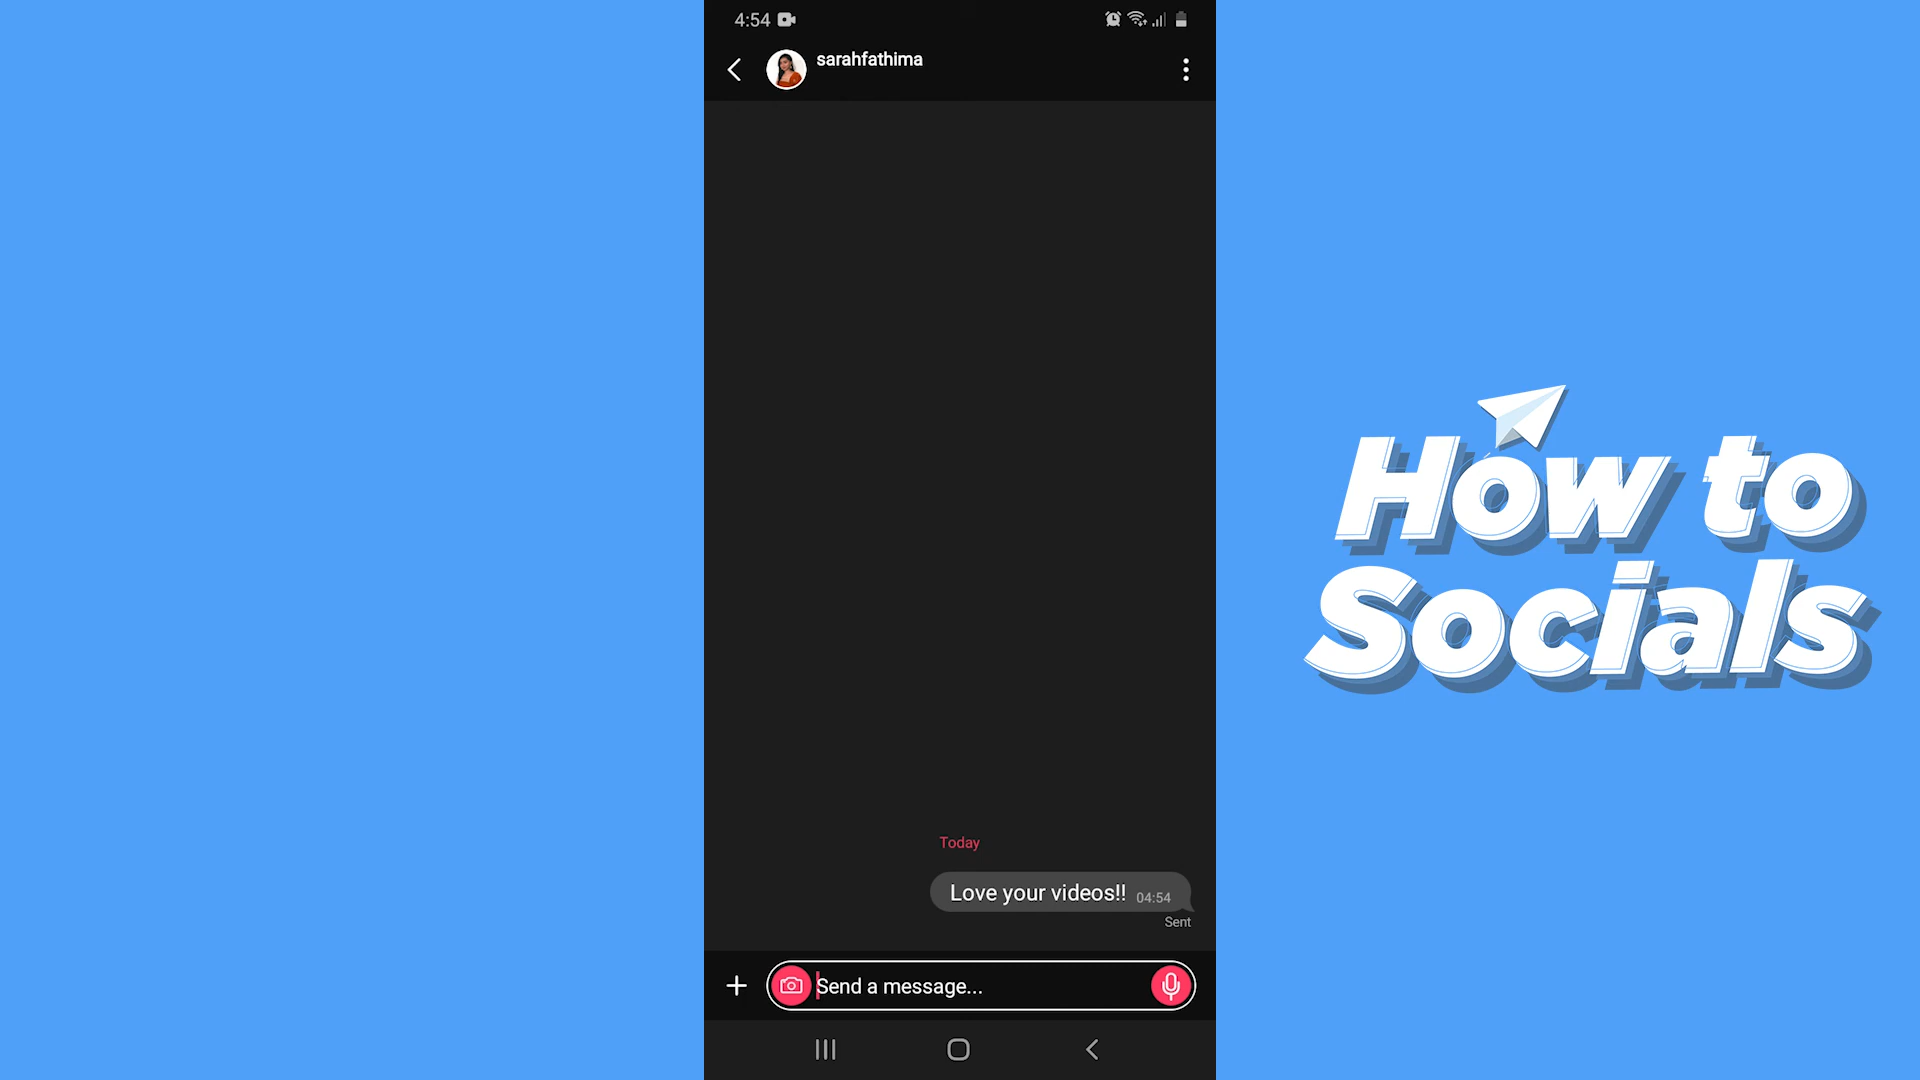 4:54
sarahfathima
Today
Love your videos!! 04:54
Sent
Send a message...
How to
Socials